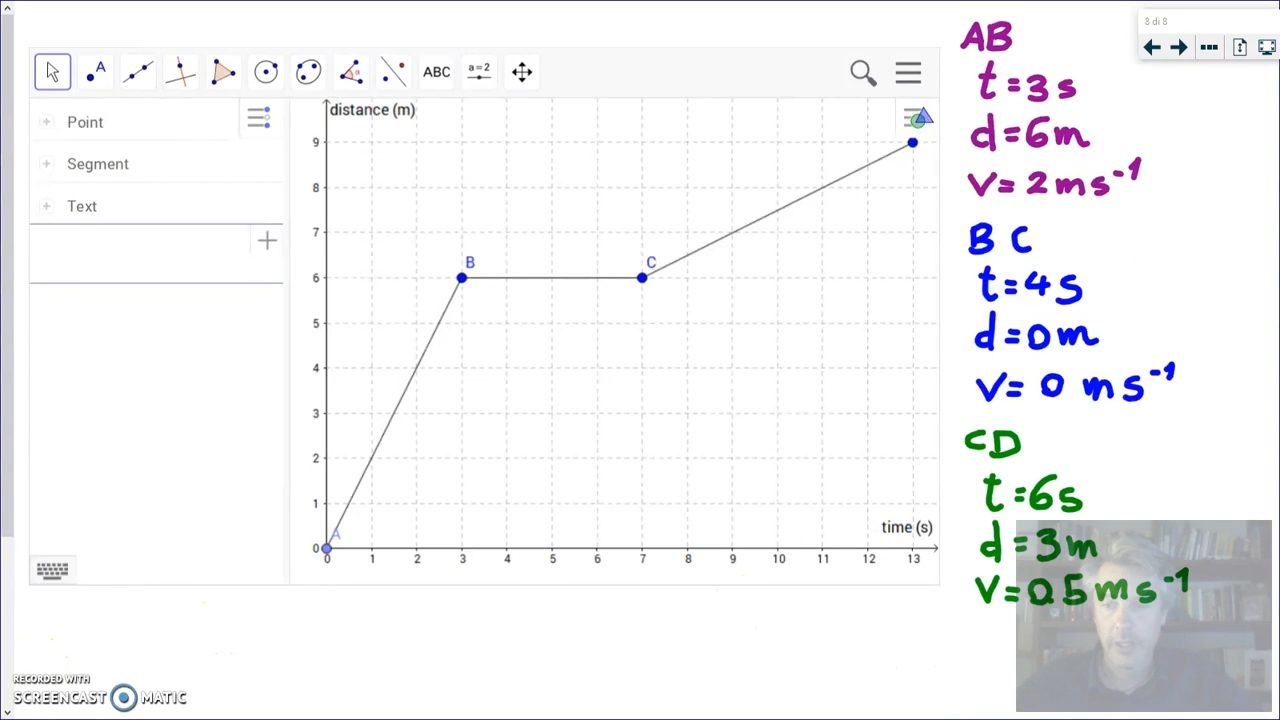 8 di 8
AB
t=3s
d=6m
v=2ms⁻¹
BC
t=4s
d=0m
v=0 ms⁻¹
CD
t=6s
d=3m
v=0.5ms⁻¹
A
ABC
a=2
Point
Segment
Text
distance (m)
9
8
7
6
5
4
3
2
1
0
B
C
A
time (s)
0 1 2 3 4 5 6 7 8 9 10 11 12 13
RECORDED WITH
SCREENCAST MATIC